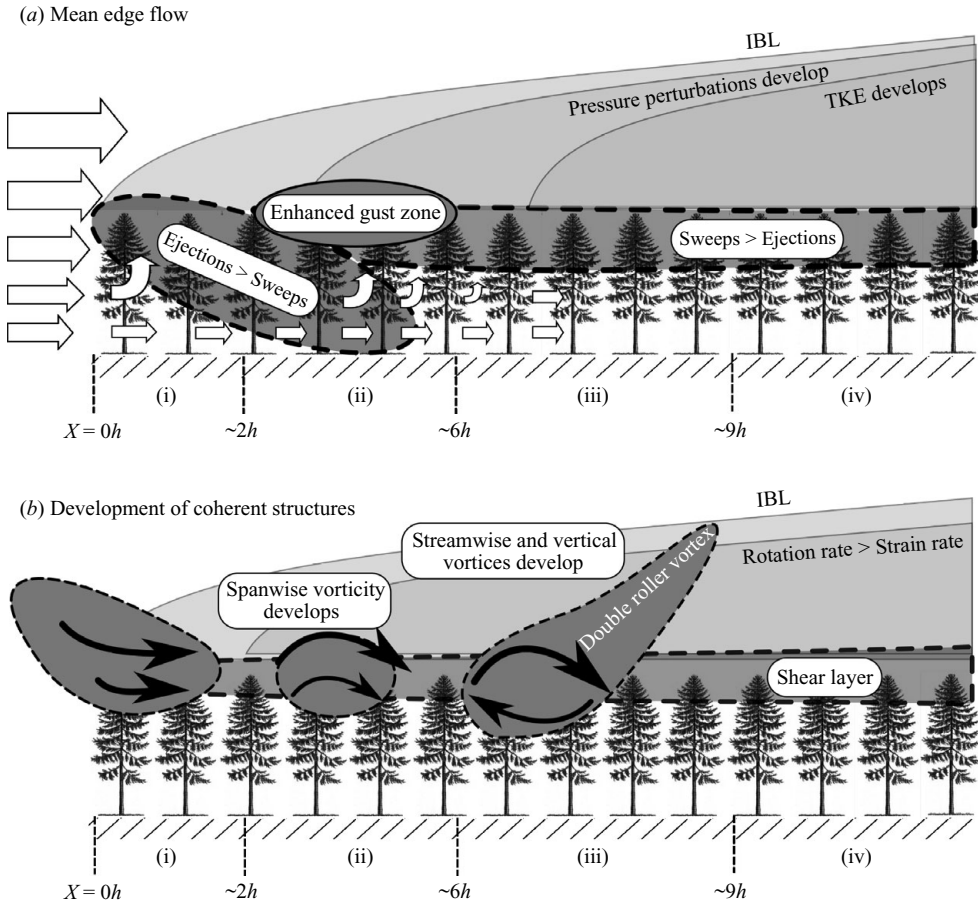 (a) Mean edge flow
IBL
Pressure perturbations develop
TKE develops
Enhanced gust zone
Ejections > Sweeps
Sweeps > Ejections
(i)
(ii)
(iii)
(iv)
X = 0h
~2h
~6h
~9h
(b) Development of coherent structures
IBL
Streamwise and vertical
vortices develop
Rotation rate > Strain rate
Spanwise vorticity
develops
Double roller vortex
Shear layer
(i)
(ii)
(iii)
(iv)
X = 0h
~2h
~6h
~9h